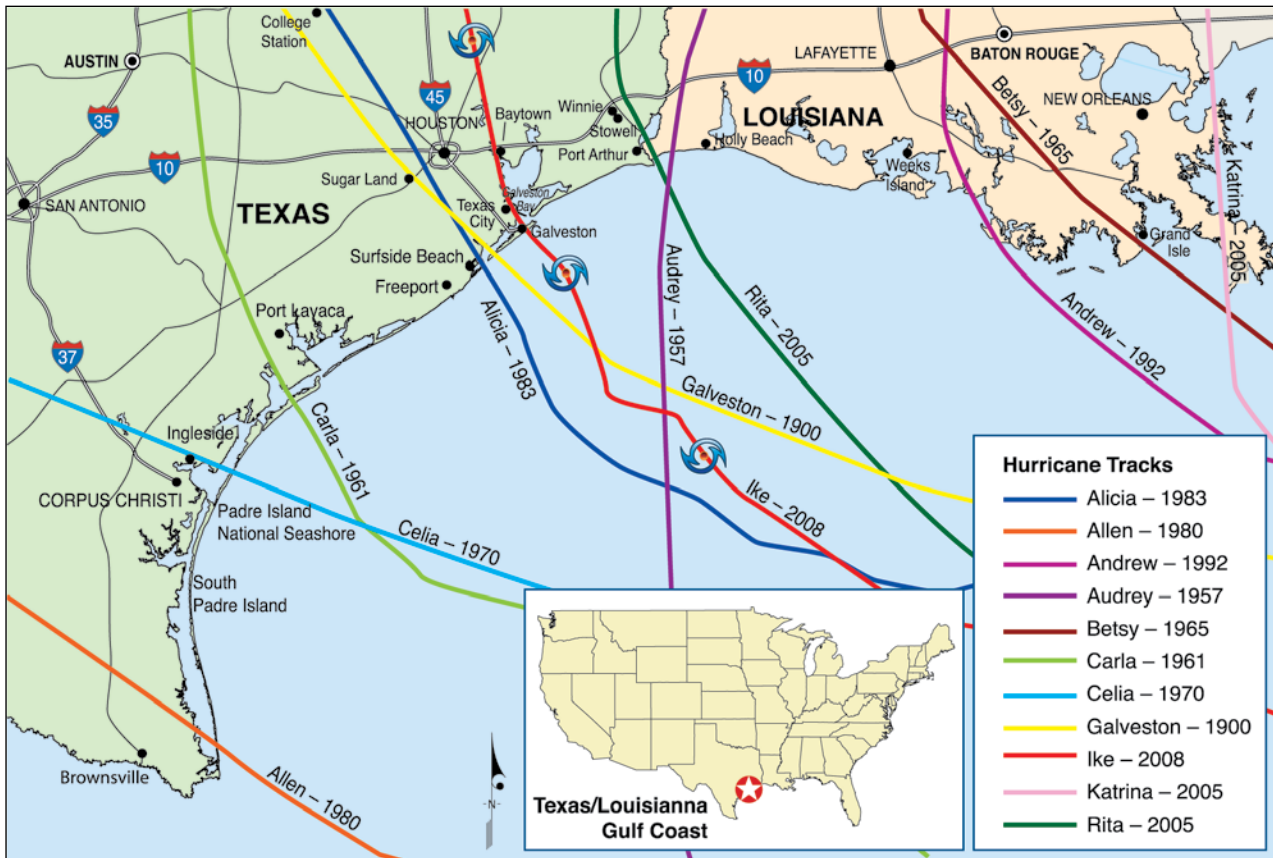 College
Station
AUSTIN
35
45
HOUSTON
Baytown
Winnie
Stowell
Port Arthur
10
LAFAYETTE
BATON ROUGE
LOUISIANA
Holly Beach
Weeks
Island
NEW ORLEANS
Betsy – 1965
Katrina – 2005
Grand
Isle
10
SAN ANTONIO
TEXAS
Sugar Land
Texas
City
Galveston
Bay
Galveston
Surfside Beach
Freeport
Port Lavaca
37
Alicia – 1983
Audrey – 1957
Rita – 2005
Andrew – 1992
Galveston – 1900
Carla – 1961
Ingleside
CORPUS CHRISTI
Padre Island
National Seashore
Celia – 1970
Ike – 2008
South
Padre Island
Brownsville
Allen – 1980
-N-
Texas/Louisianna
Gulf Coast
Hurricane Tracks
Alicia – 1983
Allen – 1980
Andrew – 1992
Audrey – 1957
Betsy – 1965
Carla – 1961
Celia – 1970
Galveston – 1900
Ike – 2008
Katrina – 2005
Rita – 2005